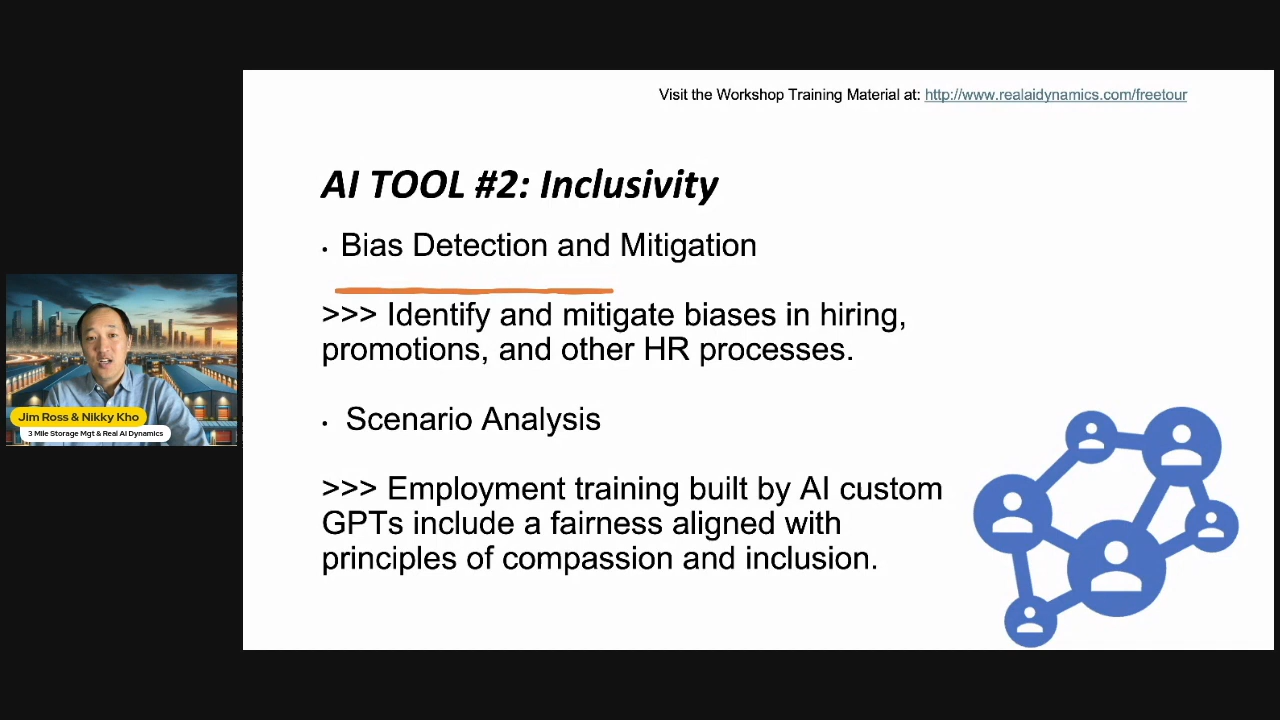 Visit the Workshop Training Material at: http://www.realaidynamics.com/freetour
AI TOOL #2: Inclusivity
• Bias Detection and Mitigation
>>> Identify and mitigate biases in hiring,
promotions, and other HR processes.
• Scenario Analysis
>>> Employment training built by AI custom
GPTs include a fairness aligned with
principles of compassion and inclusion.
Jim Ross & Nikky Kho
3 Mile Storage Mgt & Real AI Dynamics